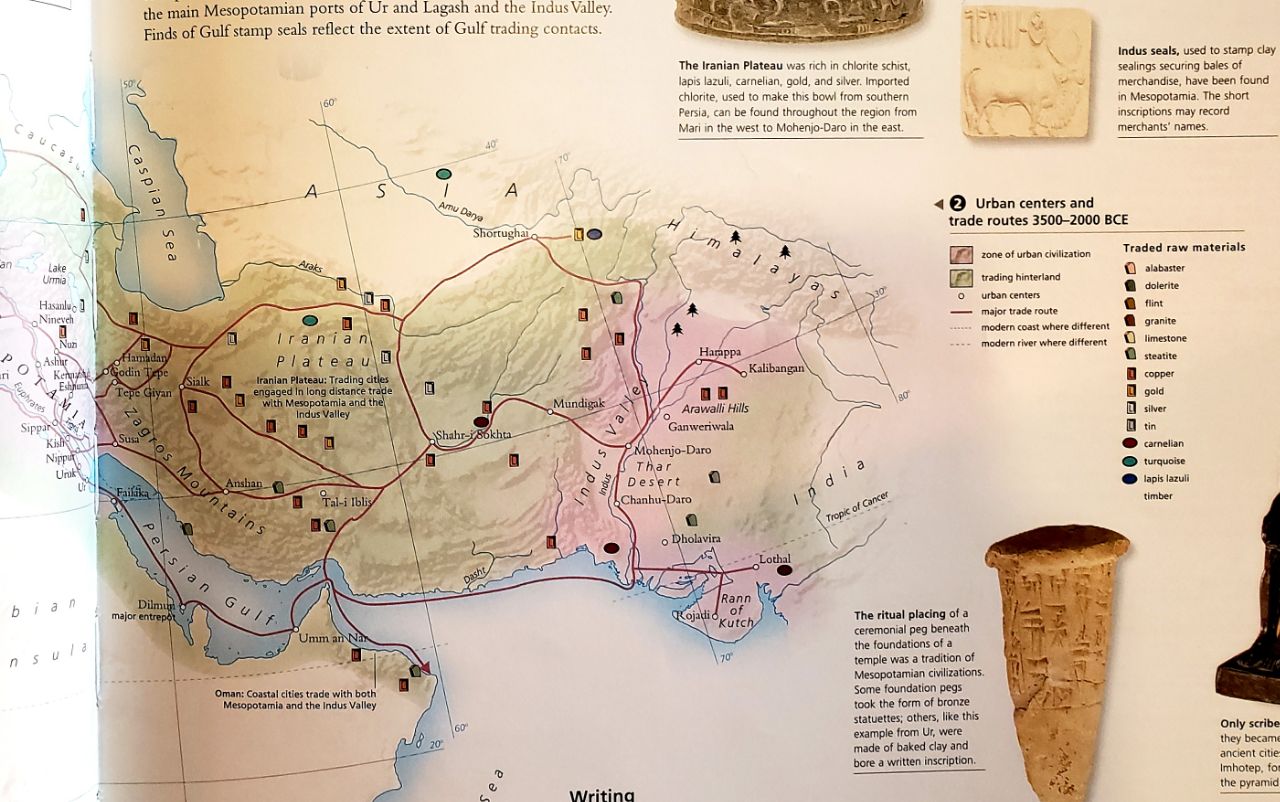 the main Mesopotamian ports of Ur and Lagash and the Indus Valley.
Finds of Gulf stamp seals reflect the extent of Gulf trading contacts.
The Iranian Plateau was rich in chlorite schist,
lapis lazuli, carnelian, gold, and silver. Imported
chlorite, used to make this bowl from southern
Persia, can be found throughout the region from
Mari in the west to Mohenjo-Daro in the east.
Indus seals, used to stamp clay
sealings securing bales of
merchandise, have been found
in Mesopotamia. The short
inscriptions may record
merchants' names.
2 Urban centers and
trade routes 3500–2000 BCE
zone of urban civilization
trading hinterland
urban centers
major trade route
modern coast where different
modern river where different
Traded raw materials
alabaster
dolerite
flint
granite
limestone
steatite
copper
gold
silver
tin
carnelian
turquoise
lapis lazuli
timber
50°
60°
40°
70°
Caucasus
Caspian Sea
ASIA
Amu Darya
Shortughai
Himalayas
30°
80°
Araks
Lake
Urmia
Hasanlu
Nineveh
Nuzi
Ashur
Eshnunna
Euphrates
Sippar
Kish
Nippur
Uruk
Ur
Hamadan
Godin Tepe
Tepe Giyan
Susa
Sialk
Iranian
Plateau
Iranian Plateau: Trading cities
engaged in long distance trade
with Mesopotamia and the
Indus Valley
Zagros Mountains
Anshan
Tal-i Iblis
Shahr-i Sokhta
Mundigak
Harappa
Kalibangan
Arawalli Hills
Ganweriwala
Mohenjo-Daro
Indus Valley
Indus
Thar
Desert
Chanhu-Daro
India
Tropic of Cancer
Dholavira
Lothal
Rojadi
Rann
of
Kutch
70°
Failaka
Persian Gulf
Dasht
Dilmun
major entrepôt
Umm an Nar
Oman: Coastal cities trade with both
Mesopotamia and the Indus Valley
60°
20°
bian
nsula
Sea
The ritual placing of a
ceremonial peg beneath
the foundations of a
temple was a tradition of
Mesopotamian civilizations.
Some foundation pegs
took the form of bronze
statuettes; others, like this
example from Ur, were
made of baked clay and
bore a written inscription.
Only scribe
they became
ancient citie
Imhotep, fo
the pyramid
Writing